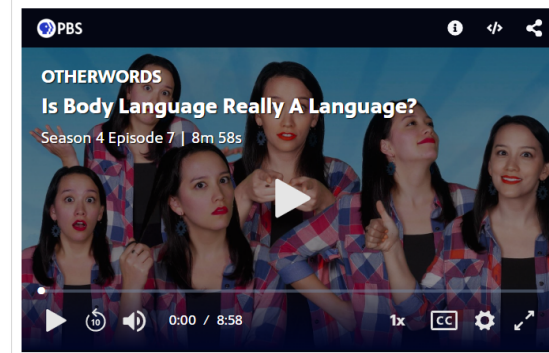 PBS
OTHERWORDS
Is Body Language Really A Language?
Season 4 Episode 7 | 8m 58s
10
0:00 / 8:58
1x
CC